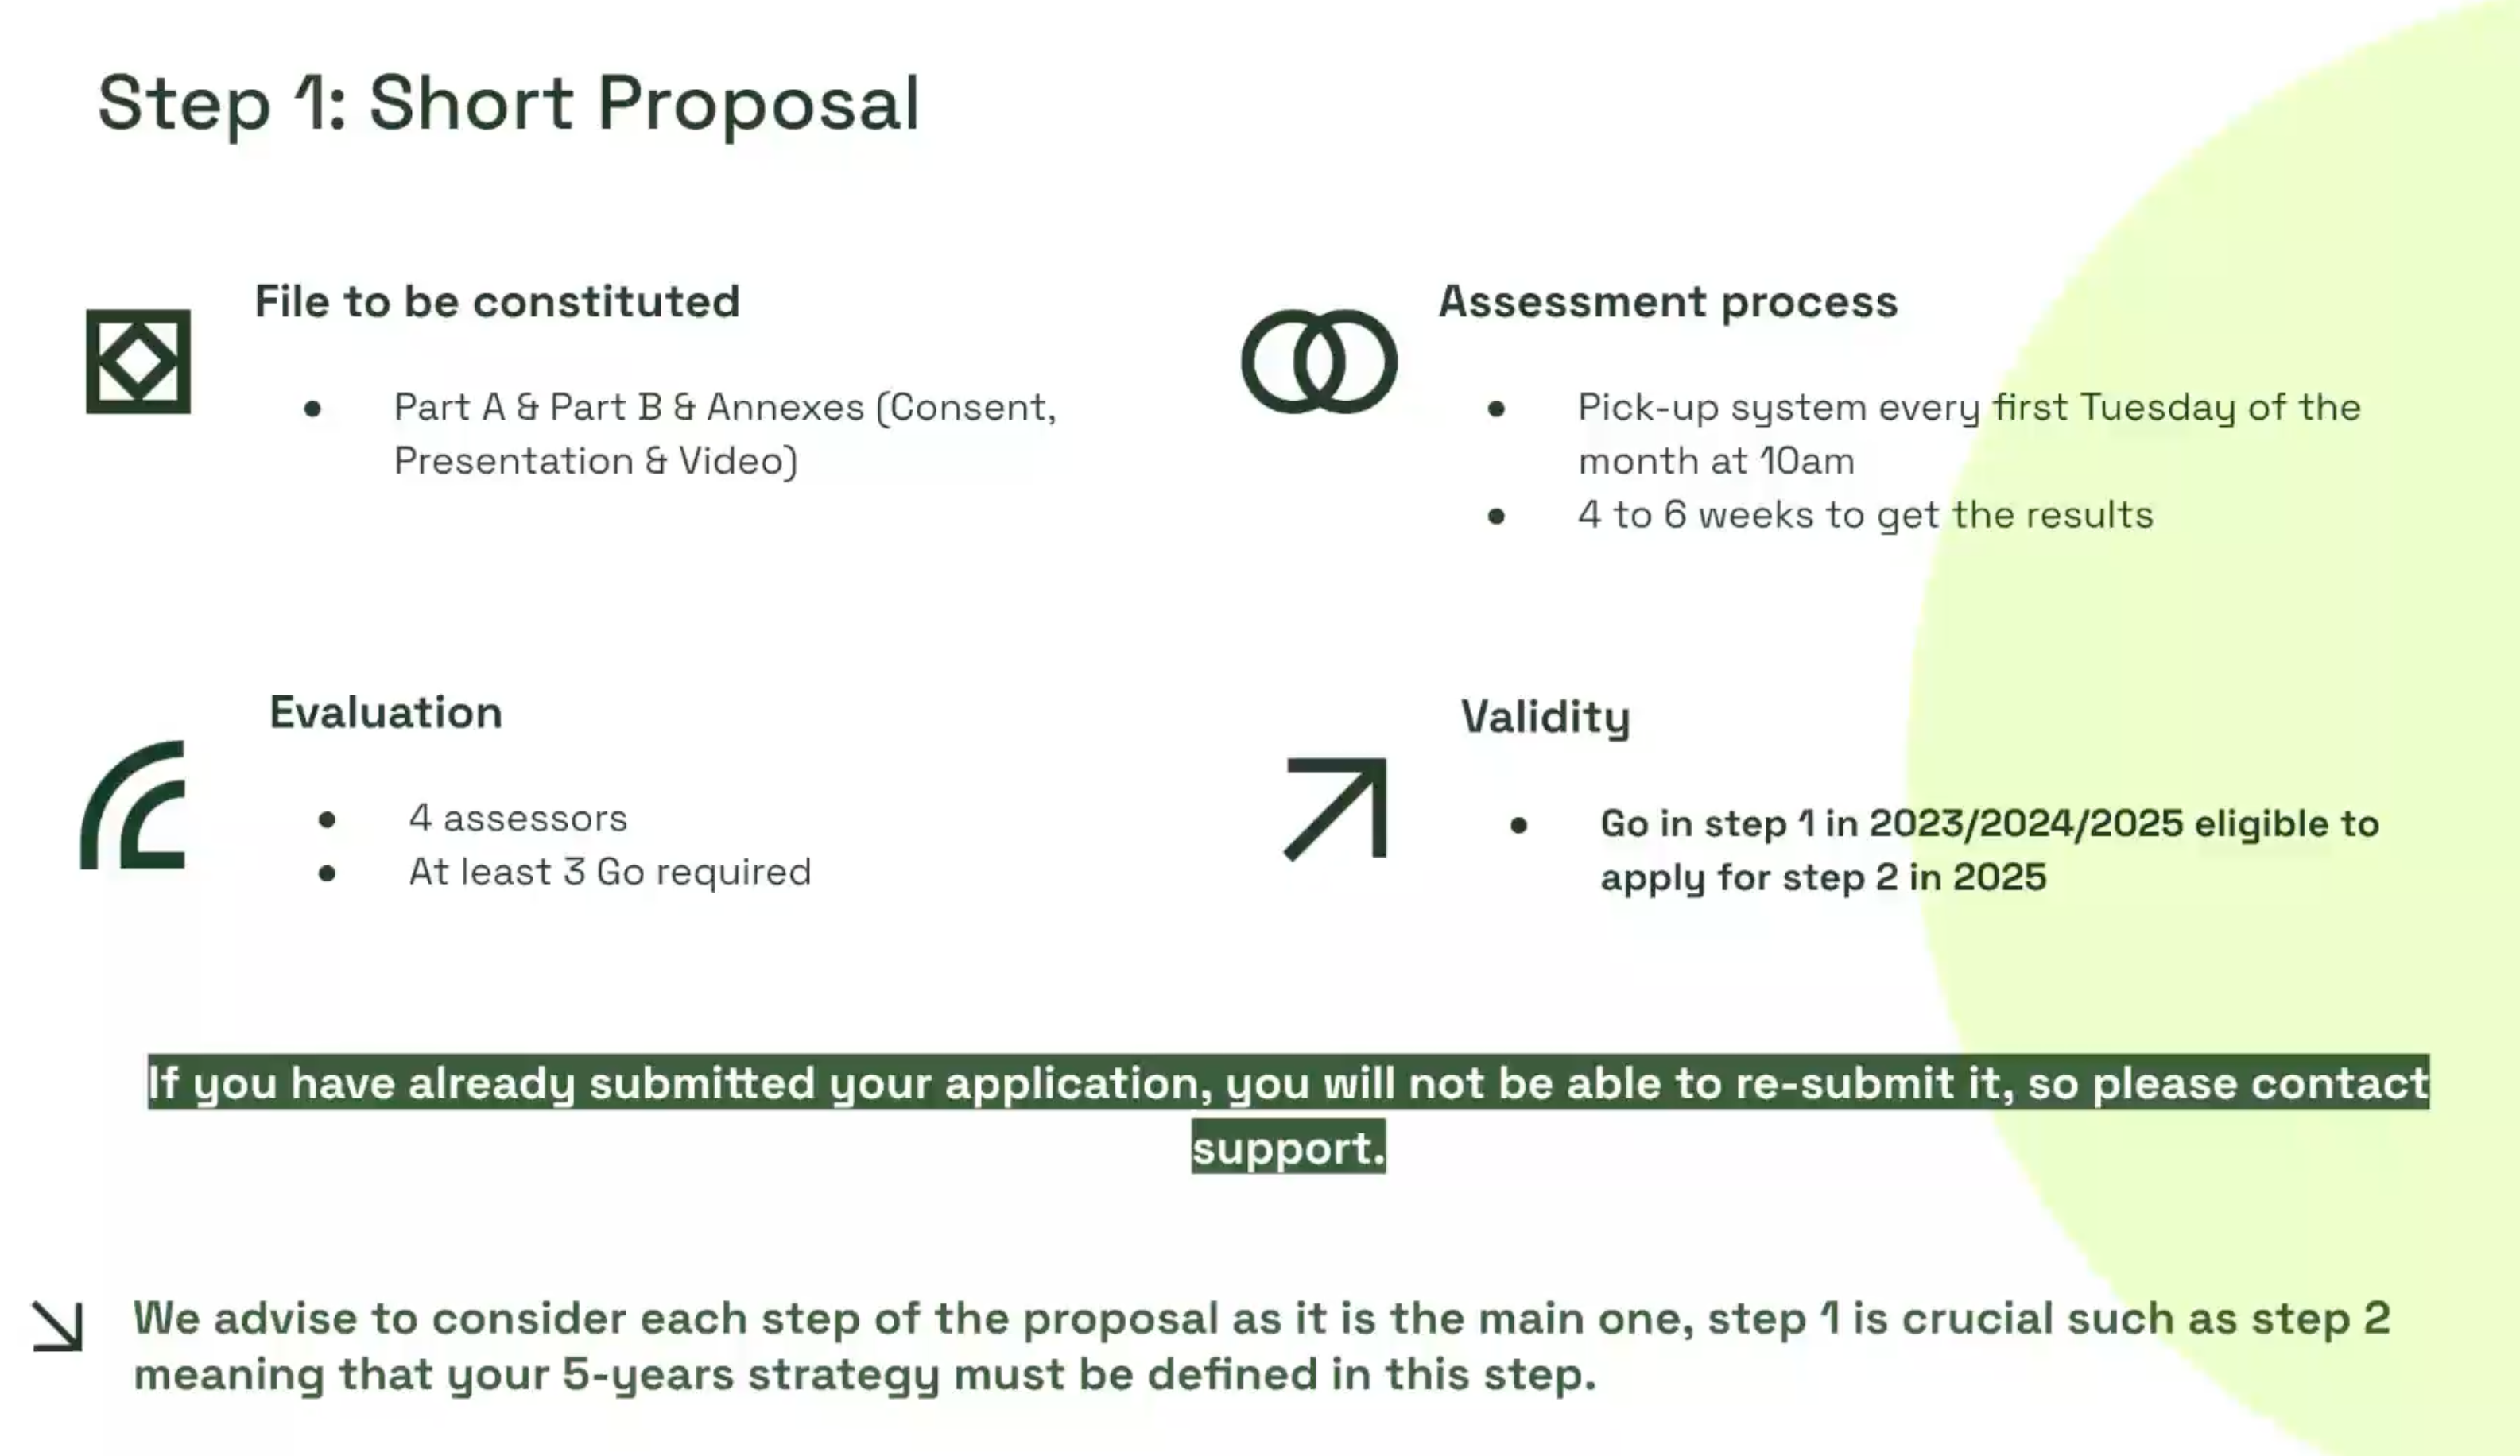 Step 1: Short Proposal
File to be constituted
Part A & Part B & Annexes (Consent,
Presentation & Video)
Assessment process
Pick-up system every first Tuesday of the
month at 10am
4 to 6 weeks to get the results
Evaluation
4 assessors
At least 3 Go required
Validity
Go in step 1 in 2023/2024/2025 eligible to
apply for step 2 in 2025
If you have already submitted your application, you will not be able to re-submit it, so please contact
support.
We advise to consider each step of the proposal as it is the main one, step 1 is crucial such as step 2
meaning that your 5-years strategy must be defined in this step.